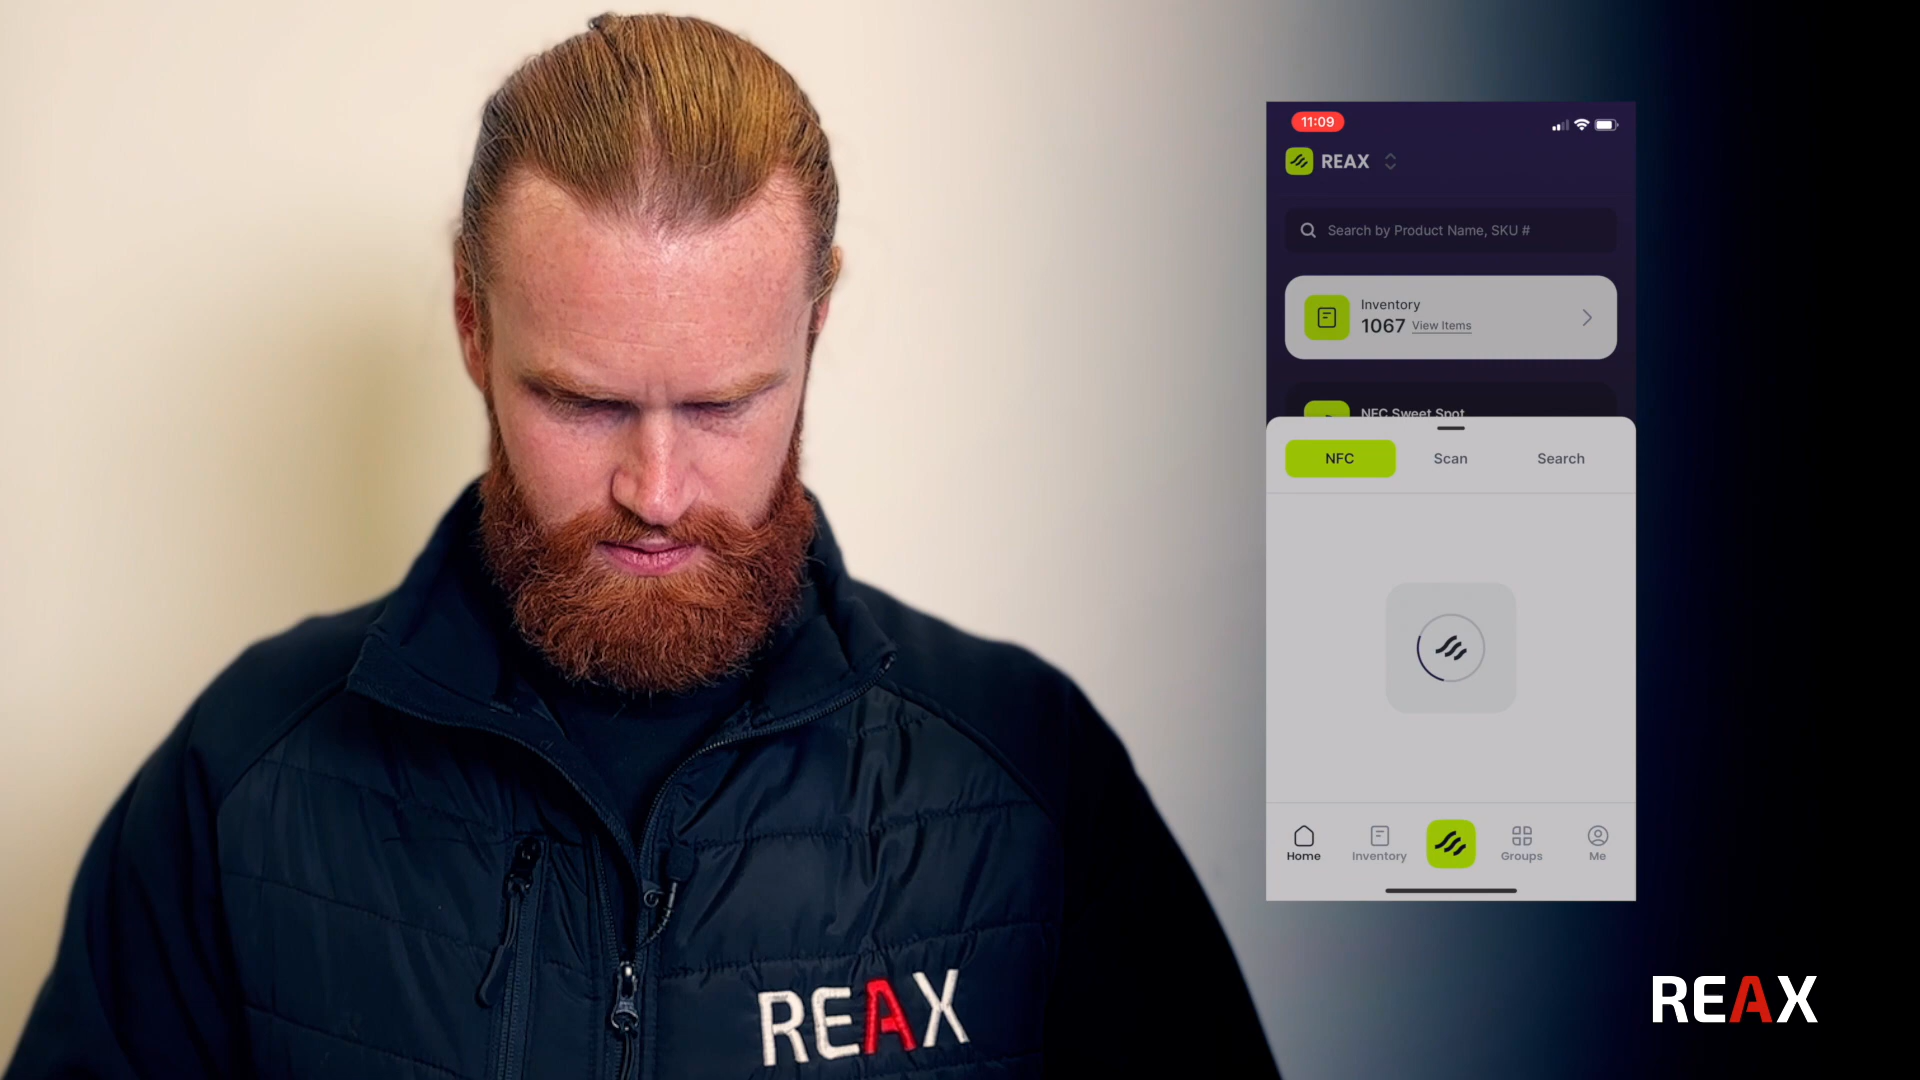 11:09
REAX
Search by Product Name, SKU #
Inventory
1067 View Items
NFC Sweet Spot
NFC Scan Search
Home Inventory Groups Me
REAX
REAX